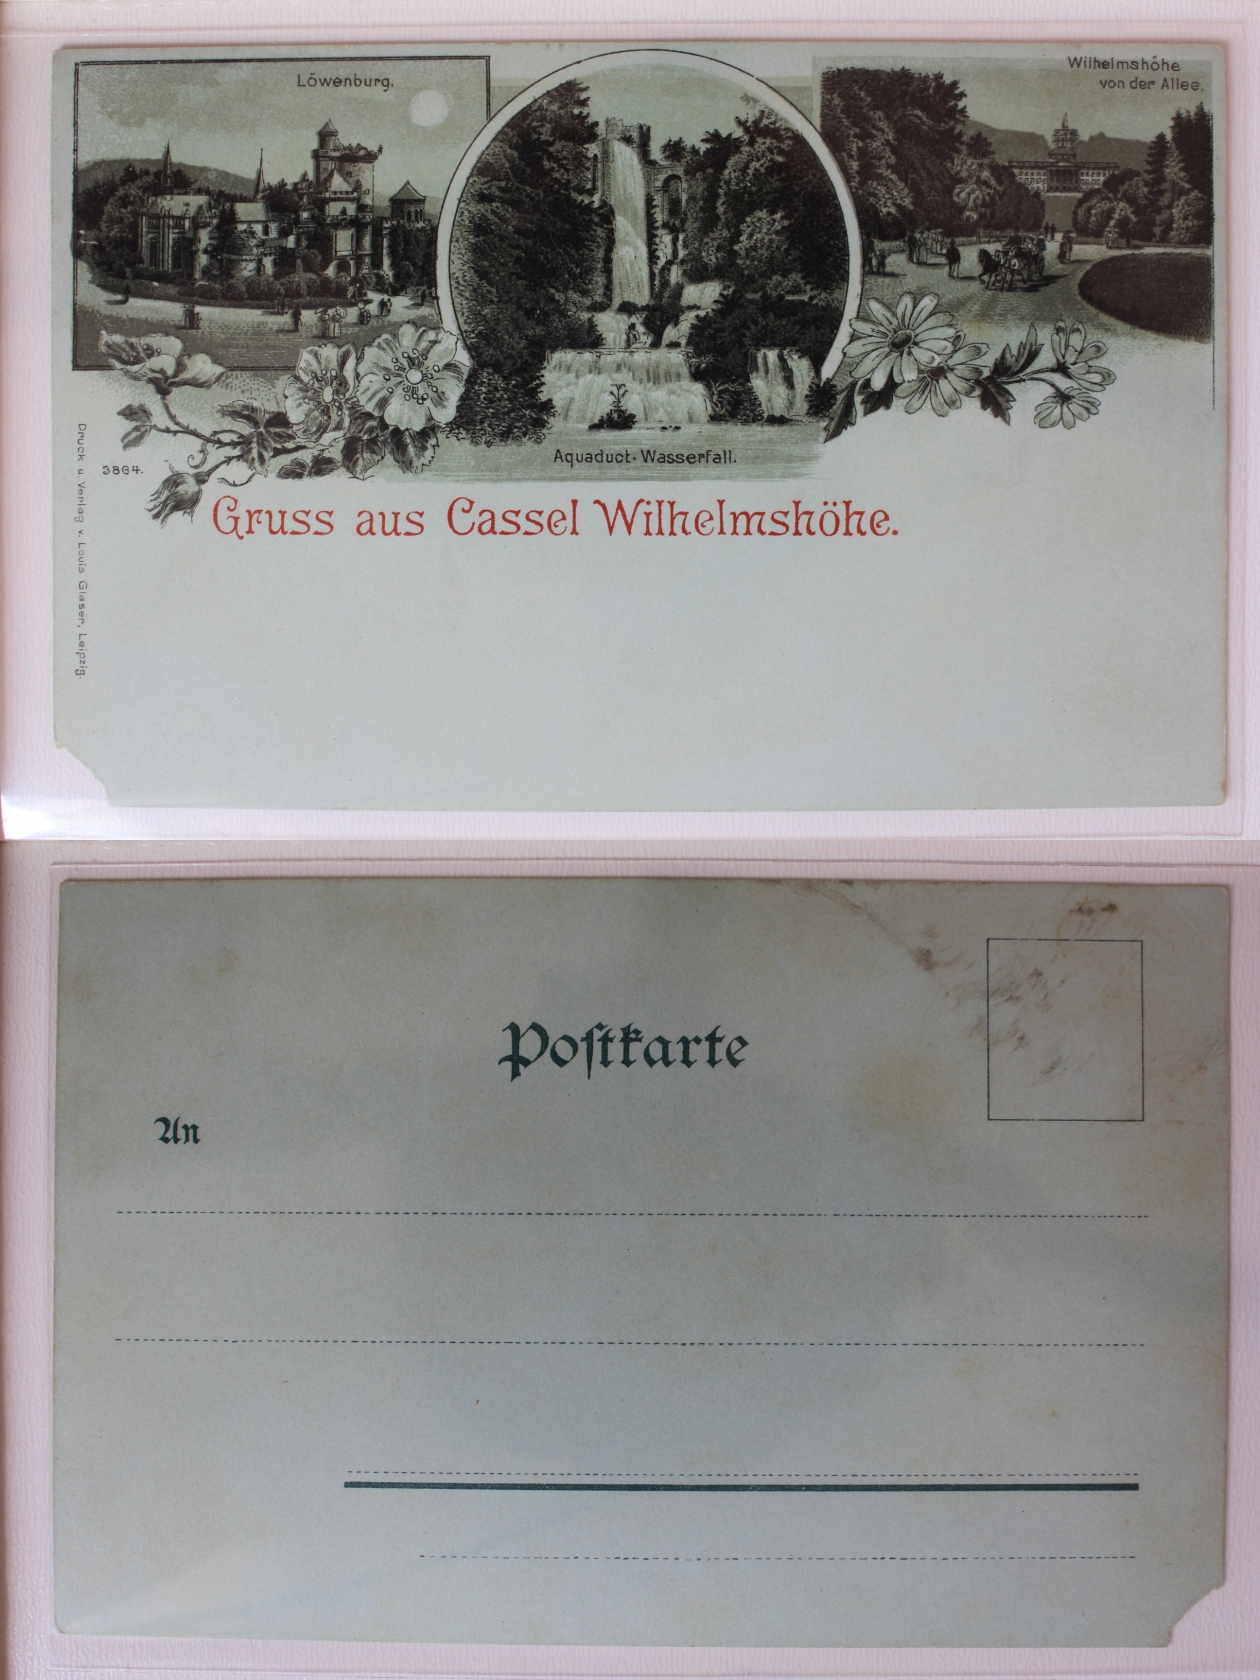 Löwenburg.
Wilhelmshöhe
von der Allee.
Aquaduct-Wasserfall.
3864.
Gruss aus Cassel Wilhelmshöhe.
Druck u. Verlag v. Louis Glaser, Leipzig.
Postkarte
An